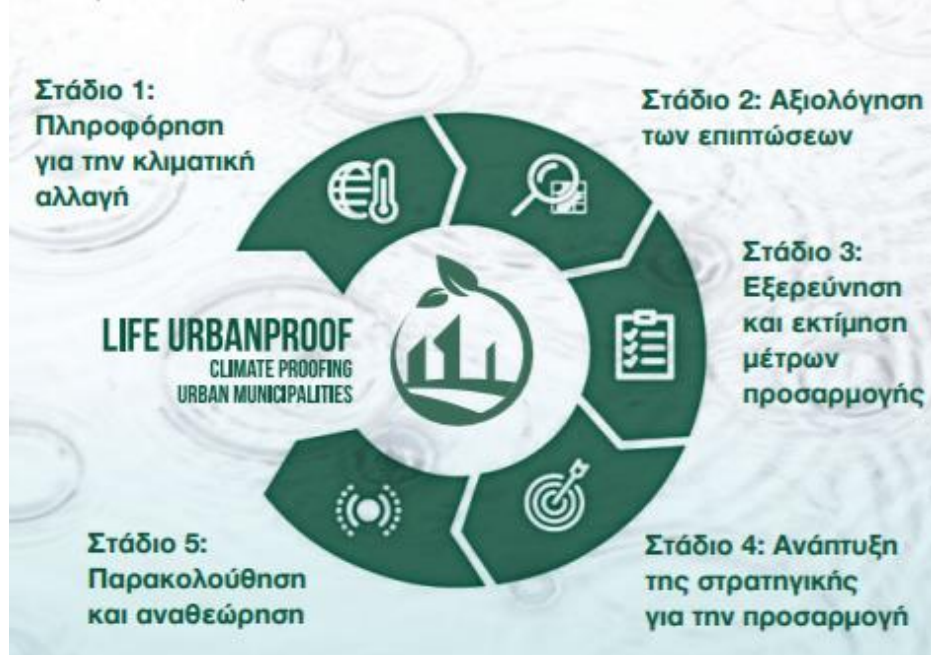 Στάδιο 1:
Πληροφόρηση
για την κλιματική
αλλαγή
Στάδιο 2: Αξιολόγηση
των επιπτώσεων
Στάδιο 3:
Εξερεύνηση
και εκτίμηση
μέτρων
προσαρμογής
LIFE URBANPROOF
CLIMATE PROOFING
URBAN MUNICIPALITIES
Στάδιο 4: Ανάπτυξη
της στρατηγικής
για την προσαρμογή
Στάδιο 5:
Παρακολούθηση
και αναθεώρηση